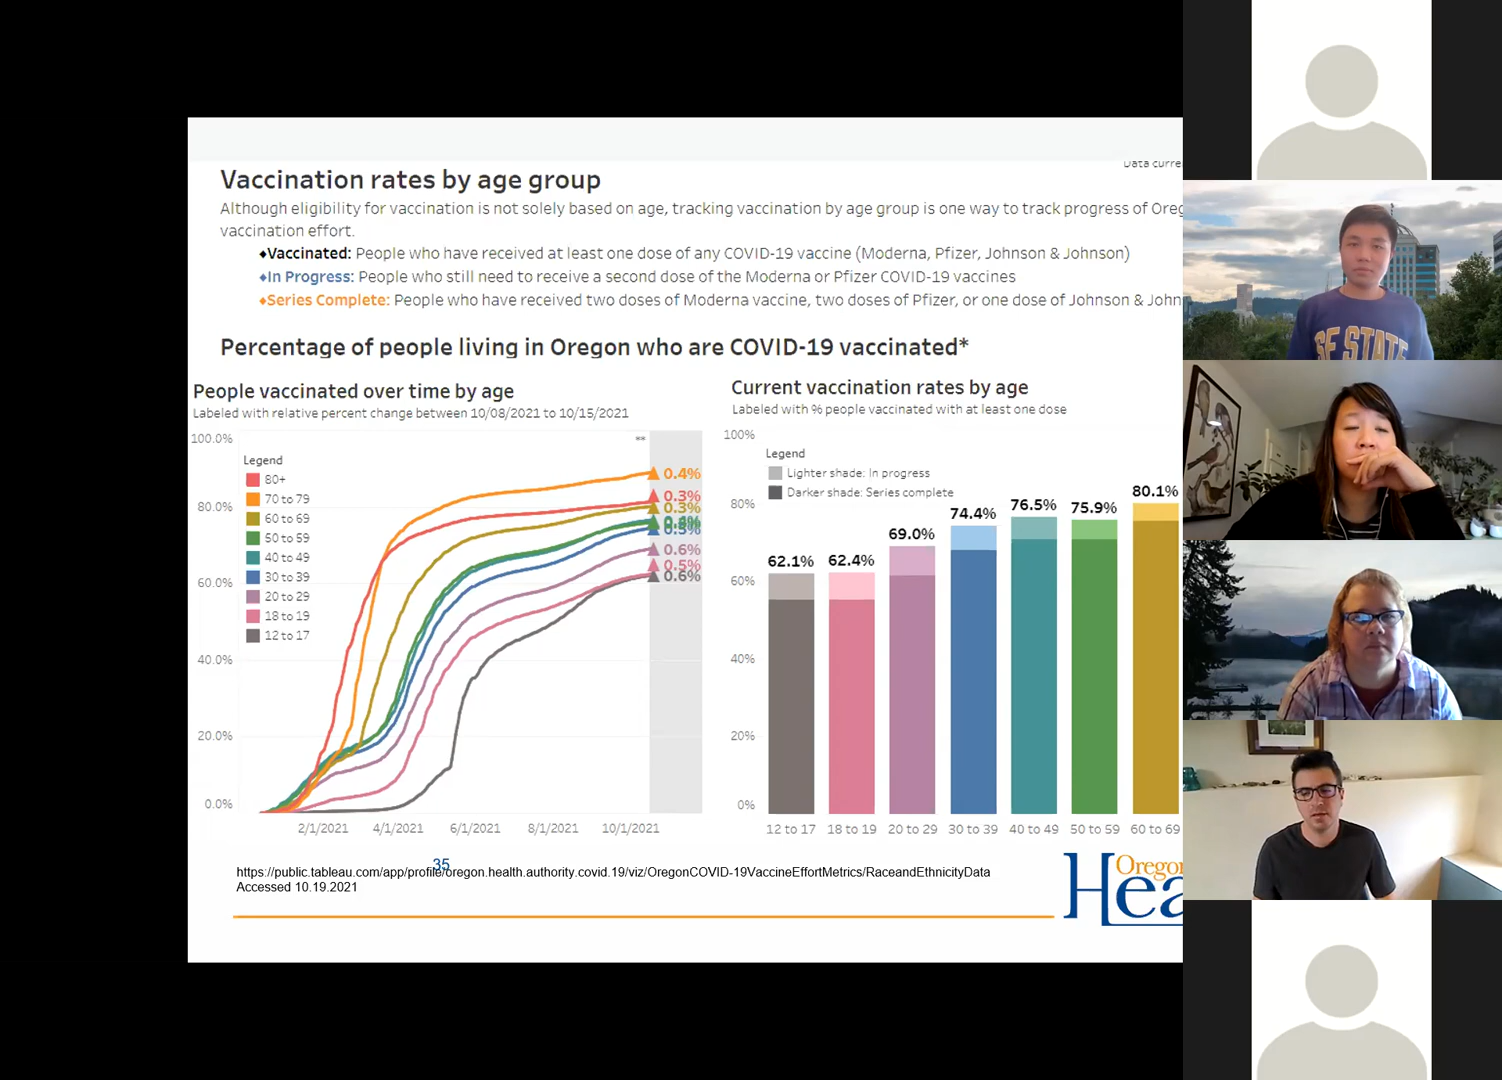 Data curre
Vaccination rates by age group
Although eligibility for vaccination is not solely based on age, tracking vaccination by age group is one way to track progress of Oreg
vaccination effort.
◆Vaccinated: People who have received at least one dose of any COVID-19 vaccine (Moderna, Pfizer, Johnson & Johnson)
◆In Progress: People who still need to receive a second dose of the Moderna or Pfizer COVID-19 vaccines
◆Series Complete: People who have received two doses of Moderna vaccine, two doses of Pfizer, or one dose of Johnson & John
Percentage of people living in Oregon who are COVID-19 vaccinated*
People vaccinated over time by age
Labeled with relative percent change between 10/08/2021 to 10/15/2021
100.0%
80.0%
60.0%
40.0%
20.0%
0.0%
**
Legend
80+
70 to 79
60 to 69
50 to 59
40 to 49
30 to 39
20 to 29
18 to 19
12 to 17
0.4%
0.3%
0.3%
0.6%
0.5%
0.6%
2/1/2021 4/1/2021 6/1/2021 8/1/2021 10/1/2021
Current vaccination rates by age
Labeled with % people vaccinated with at least one dose
100%
80%
60%
40%
20%
0%
Legend
Lighter shade: In progress
Darker shade: Series complete
62.1% 62.4% 69.0% 74.4% 76.5% 75.9% 80.1%
12 to 17 18 to 19 20 to 29 30 to 39 40 to 49 50 to 59 60 to 69
35
https://public.tableau.com/app/profile/oregon.health.authority.covid.19/viz/OregonCOVID-19VaccineEffortMetrics/RaceandEthnicityData
Accessed 10.19.2021
Oregon
Hea
SF STATE